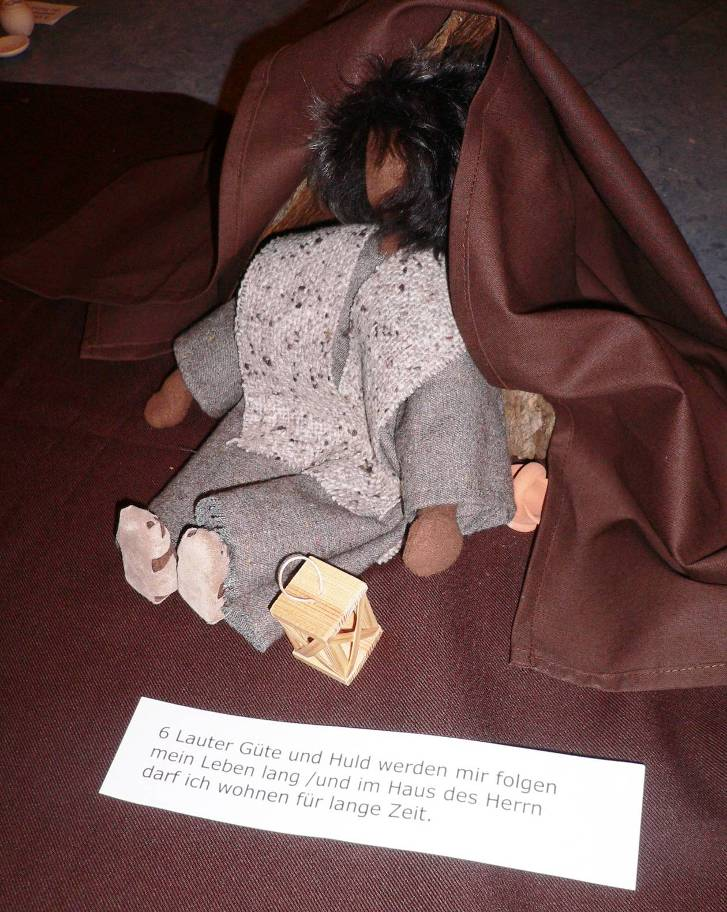 6 Lauter Güte und Huld werden mir folgen
mein Leben lang /und im Haus des Herrn
darf ich wohnen für lange Zeit.